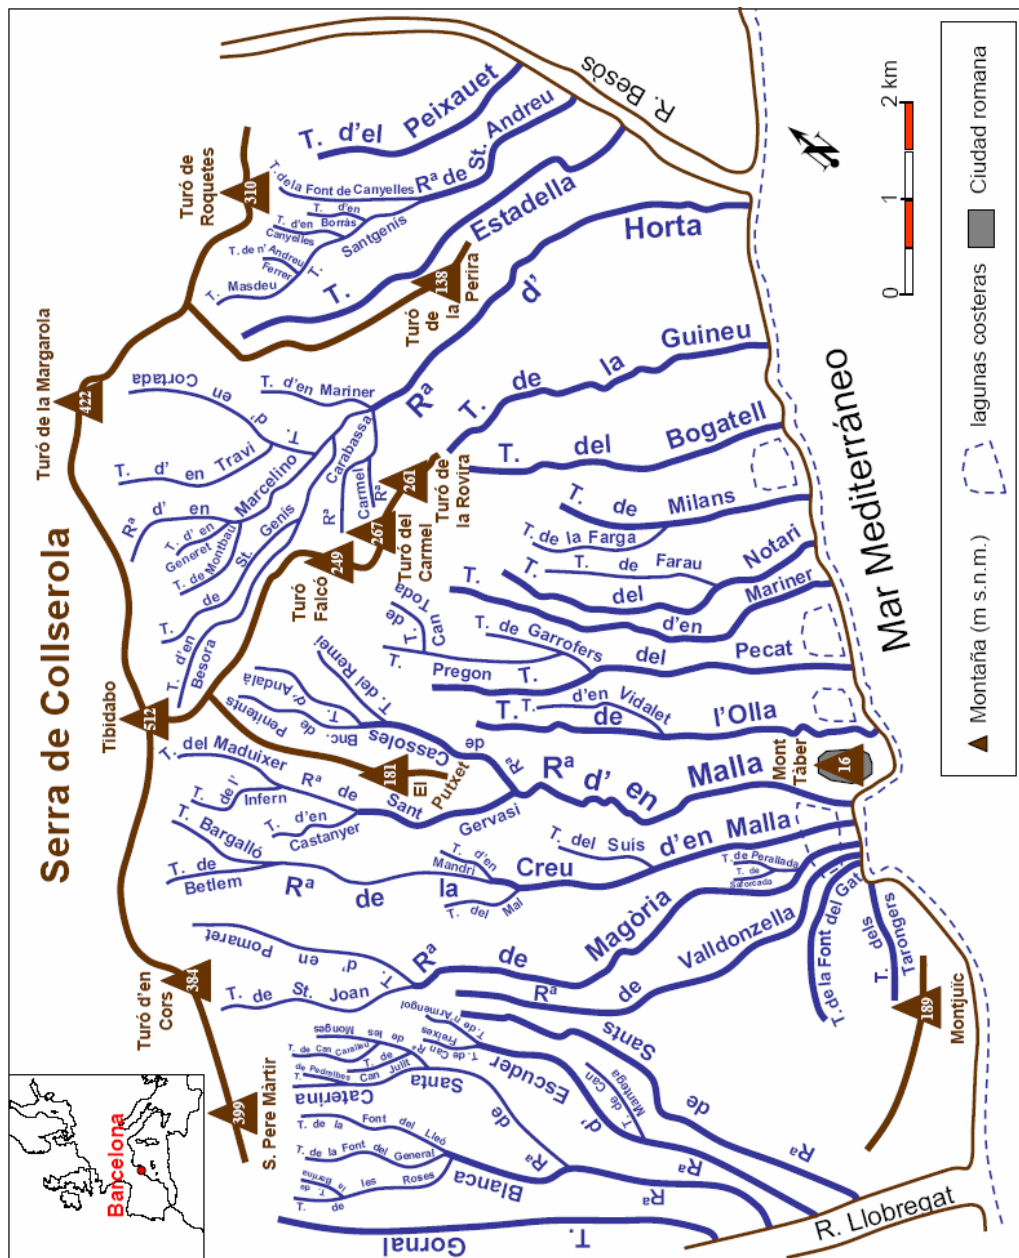 Serra de Collserola
Barcelona
S. Pere Màrtir
399
Turó d'en
Cors
384
Tibidabo
512
Turó de la Margarola
422
Turó de
Roquetes
310
Turó
de
la
Perira
138
Turó
Falcó
249
Turó del
Carmel
267
Turó de
la Rovira
261
El
Putxet
181
Mont
Tàber
16
Montjuïc
189
T. d'el Peixauet
T. de la Font de Canyelles
Rª de St. Andreu
T. d'en
Borràs
T. d'en
Canyelles
T. de n' Andreu
Ferrer
T. Santgenís
T. Masdeu
T. Estadella
Rª d' Horta
T. d'en Mariner
T. d' en Cortada
T. d' en Travi
Rª d' en Marcelino
T. d' en
Generet
T. de Montbau
T. de St. Genis
T. d'en
Besora
Carabassa
Rª
Carmel
Rª
T. de la Guineu
T. del Bogatell
T. de Milans
T. de la Farga
T. de Farau
T. del Notari
T. d'en Mariner
T. de Can Toda
T. de Garrofers
T. Pregon
T. del Pecat
T. d'en Vidalet
T. de l'Olla
T. del Remei
T. d'Andalà
Bnc. de Penitents
Rª de Cassoles
T. del Maduixer
T. de l'
Infern
T. d'en
Castanyer
Rª de Sant Gervasi
Rª d' en Malla
T. Bargalló
T. de
Betlem
Rª de la Creu d'en Malla
T. d'en
Mandri
T. del Mal
T. del Suís
T. de Perallada
T. de
T. d' en Pomaret
T. de St. Joan
Rª de Magòria
Rª de Valldonzella
T. de la Font del Gat
T. dels
Tarongers
Rª de Sants
T. de n'Armengol
T. de Can Freixes
Rª d' Escuder
T. de Can
Mantega
Rª de les Monges
T. de Can Caralleu
T. de
Can Julit
T. de Pedralbes
Rª de Santa Caterina
T. de la Font del Lleó
T. de la Font del General
T. de les Roses
Rª Blanca
T. Gornal
R. Llobregat
R. Besòs
Mar Mediterráneo
N
0 1 2 km
Montaña (m s.n.m.)
lagunas costeras
Ciudad romana